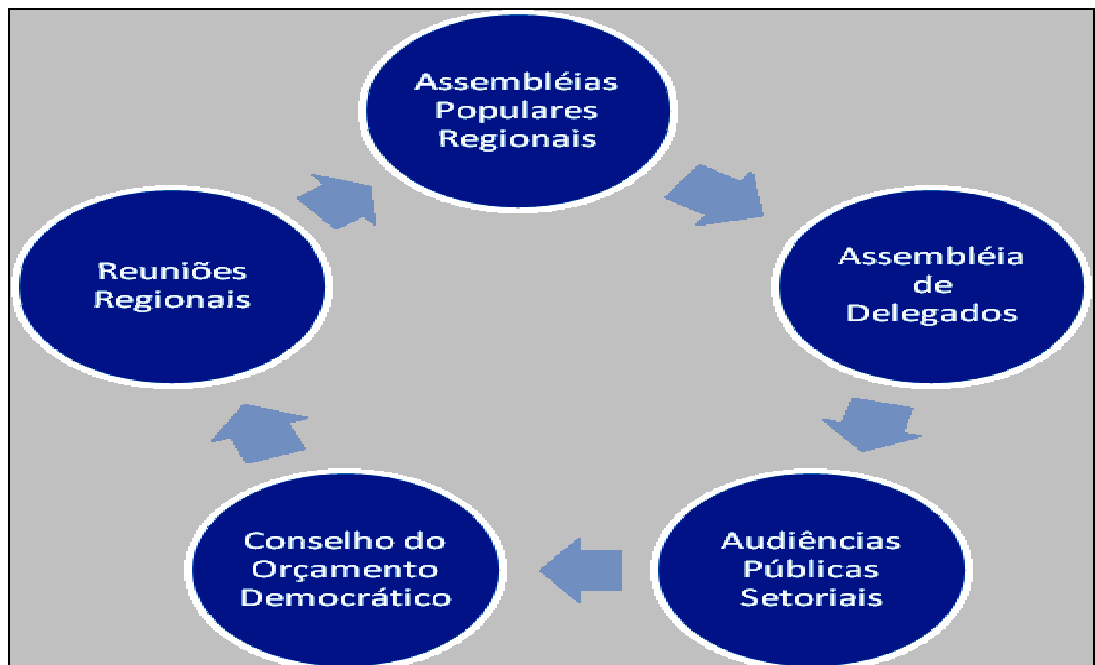 Assembléias
Populares
Regionais
Assembléia
de
Delegados
Audiências
Públicas
Setoriais
Conselho do
Orçamento
Democrático
Reuniões
Regionais